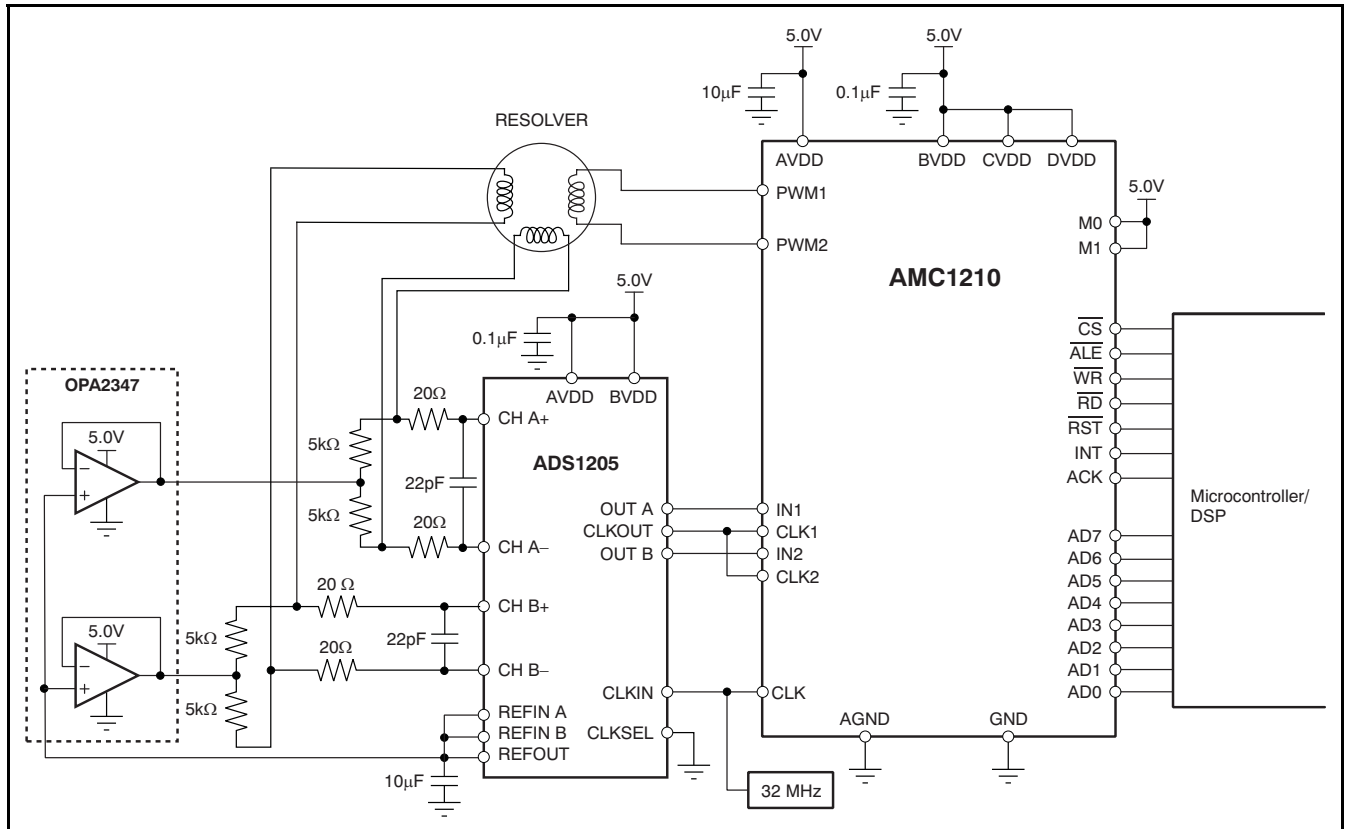 5.0V
5.0V
10µF
0.1µF
RESOLVER
AVDD
BVDD
CVDD
DVDD
PWM1
5.0V
M0
M1
PWM2
AMC1210
5.0V
CS
0.1µF
ALE
OPA2347
WR
AVDD
BVDD
20Ω
RD
CH A+
RST
5.0V
5kΩ
ADS1205
INT
ACK
22pF
Microcontroller/
DSP
5kΩ
20Ω
OUT A
IN1
CLKOUT
CLK1
AD7
CH A−
OUT B
IN2
AD6
CLK2
AD5
20 Ω
CH B+
AD4
5.0V
5kΩ
22pF
AD3
20Ω
AD2
CH B−
AD1
CLKIN
CLK
AD0
5kΩ
REFIN A
AGND
GND
REFIN B
CLKSEL
REFOUT
10µF
32 MHz